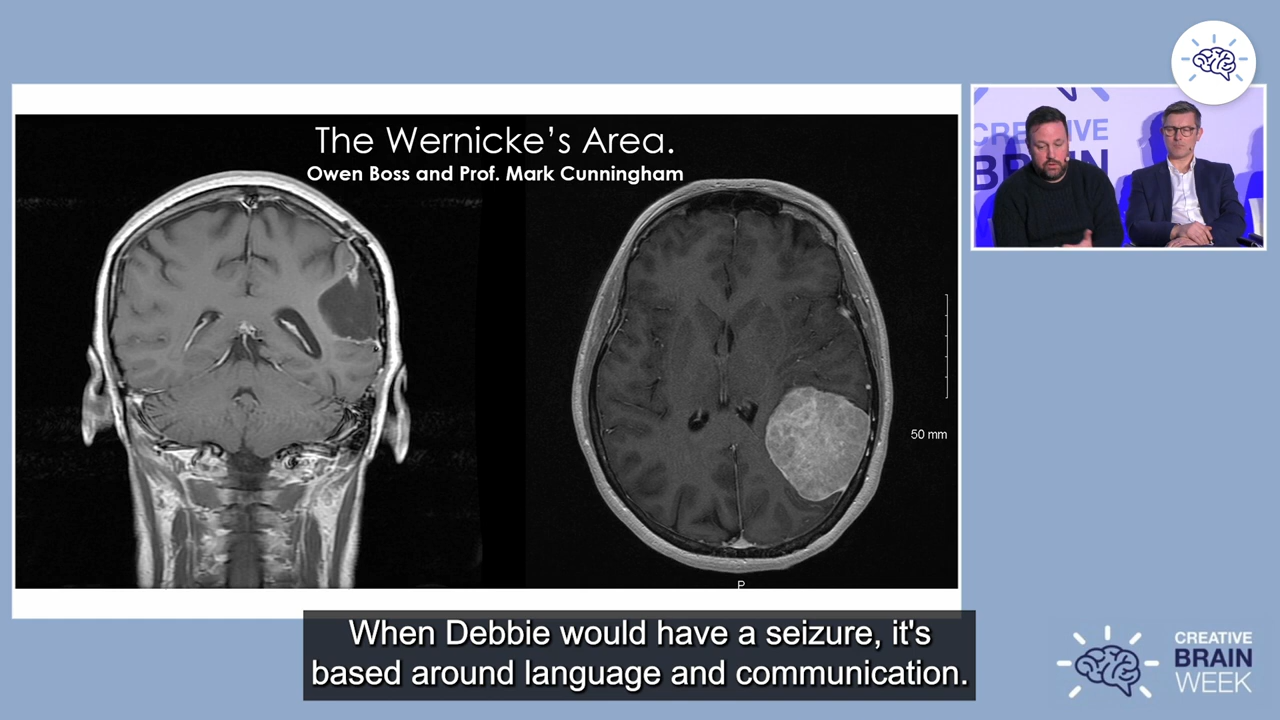 The Wernicke's Area.
Owen Boss and Prof. Mark Cunningham
50 mm
P
CREATIVE
BRAIN
When Debbie would have a seizure, it's
based around language and communication.
CREATIVE
BRAIN
WEEK